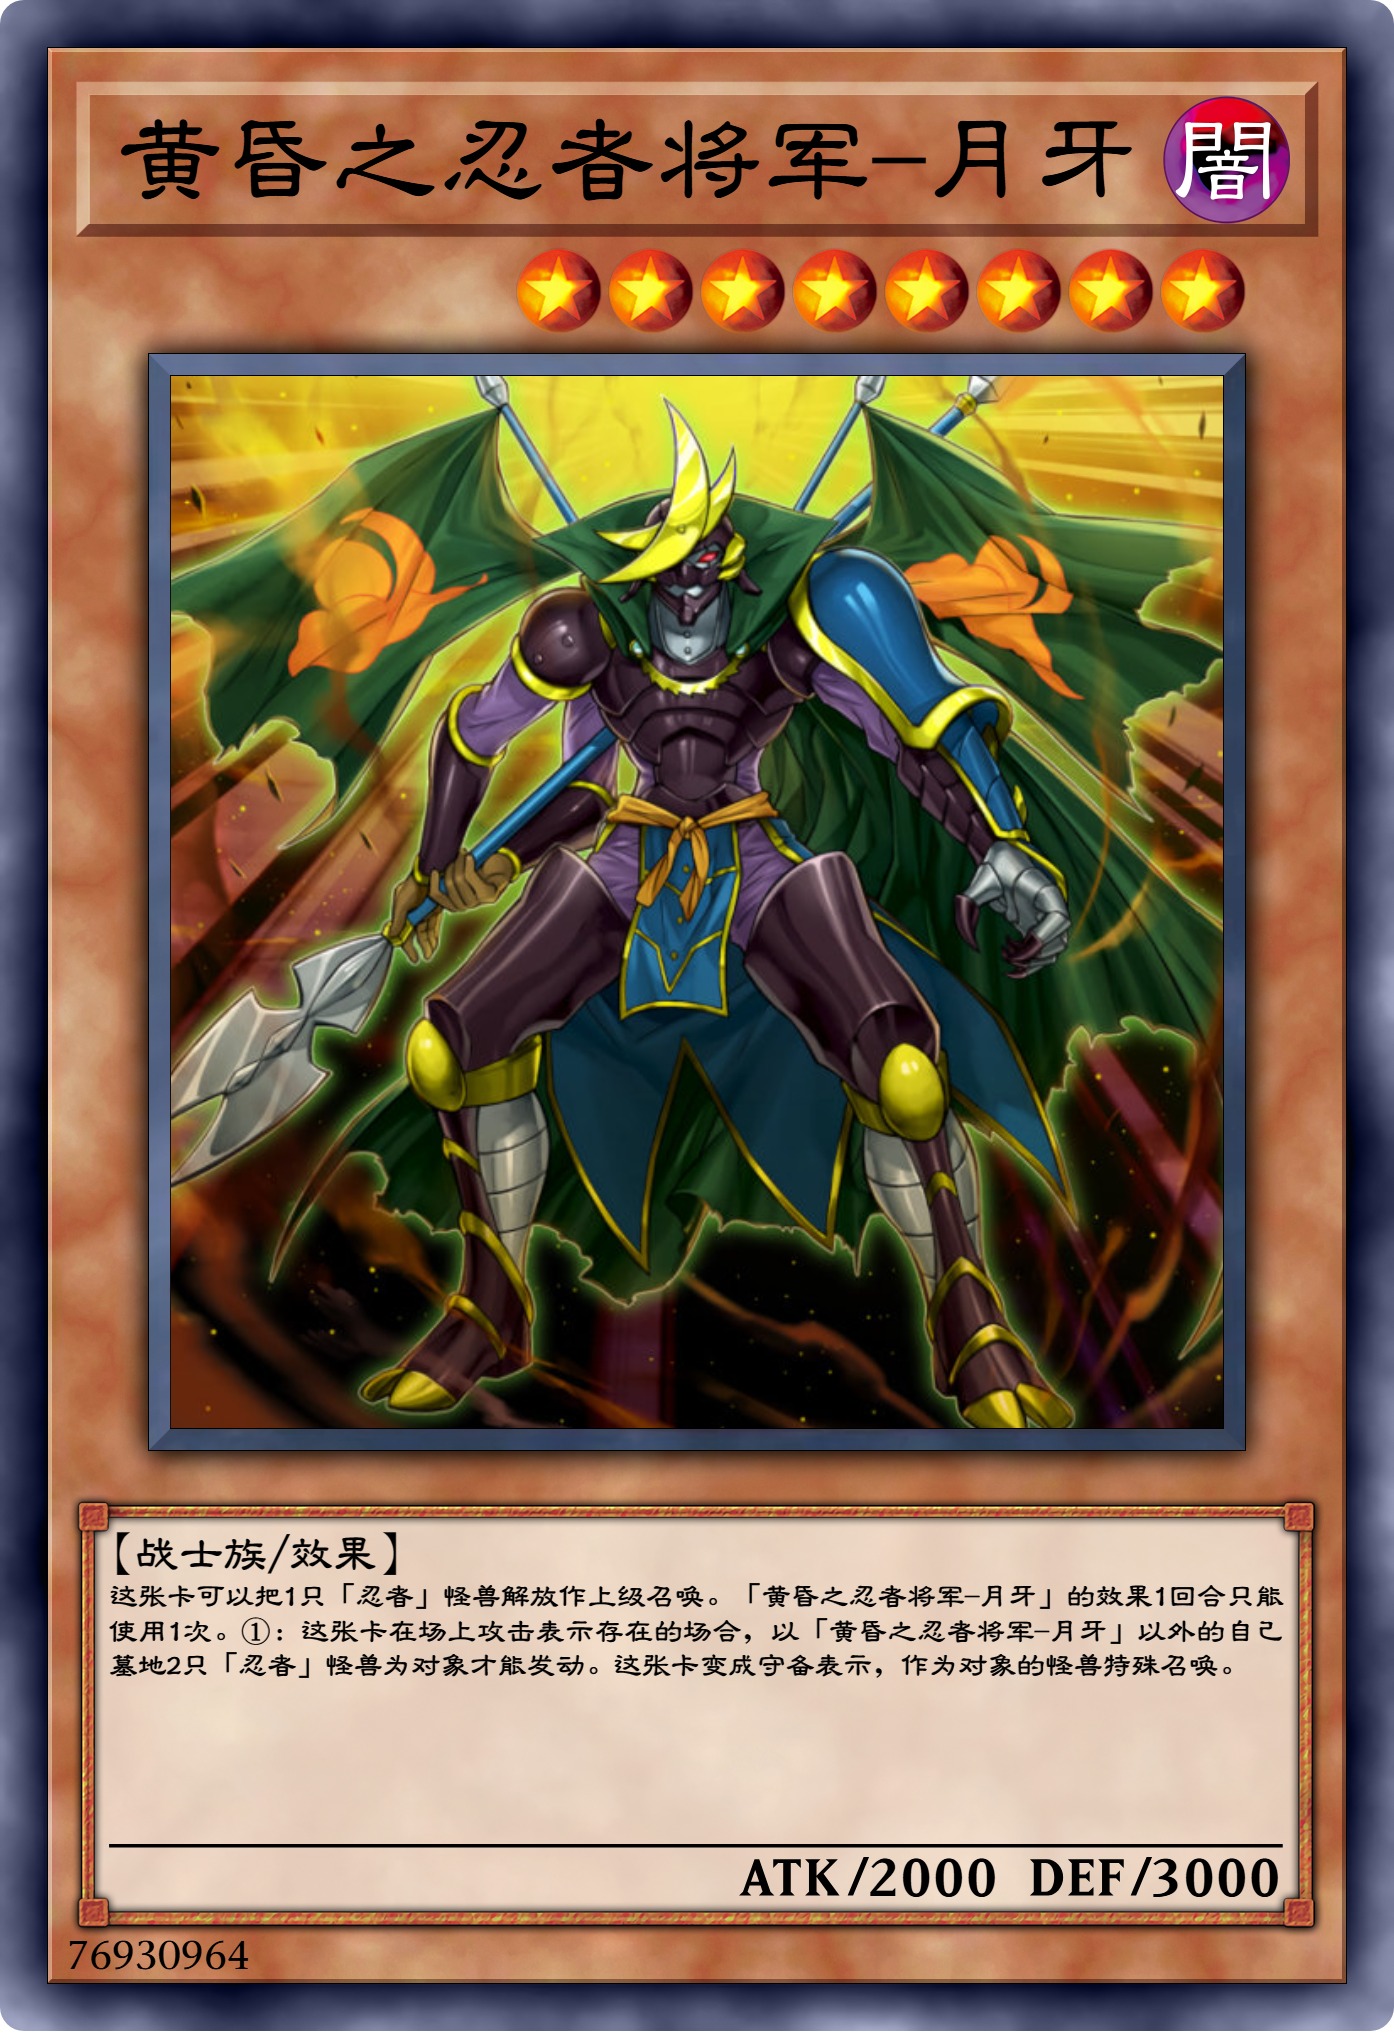 黄昏之忍者将军-月牙
闇
【战士族/效果】
这张卡可以把1只「忍者」怪兽解放作上级召唤。「黄昏之忍者将军-月牙」的效果1回合只能
使用1次。①：这张卡在场上攻击表示存在的场合，以「黄昏之忍者将军-月牙」以外的自己
墓地2只「忍者」怪兽为对象才能发动。这张卡变成守备表示，作为对象的怪兽特殊召唤。
ATK/2000 DEF/3000
76930964